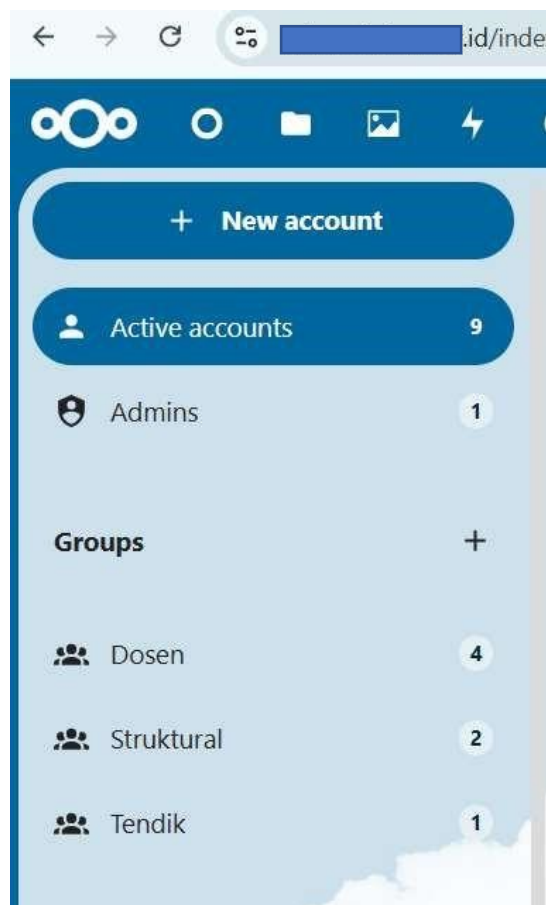 .id/inde
New account
Active accounts 9
Admins 1
Groups
Dosen 4
Struktural 2
Tendik 1